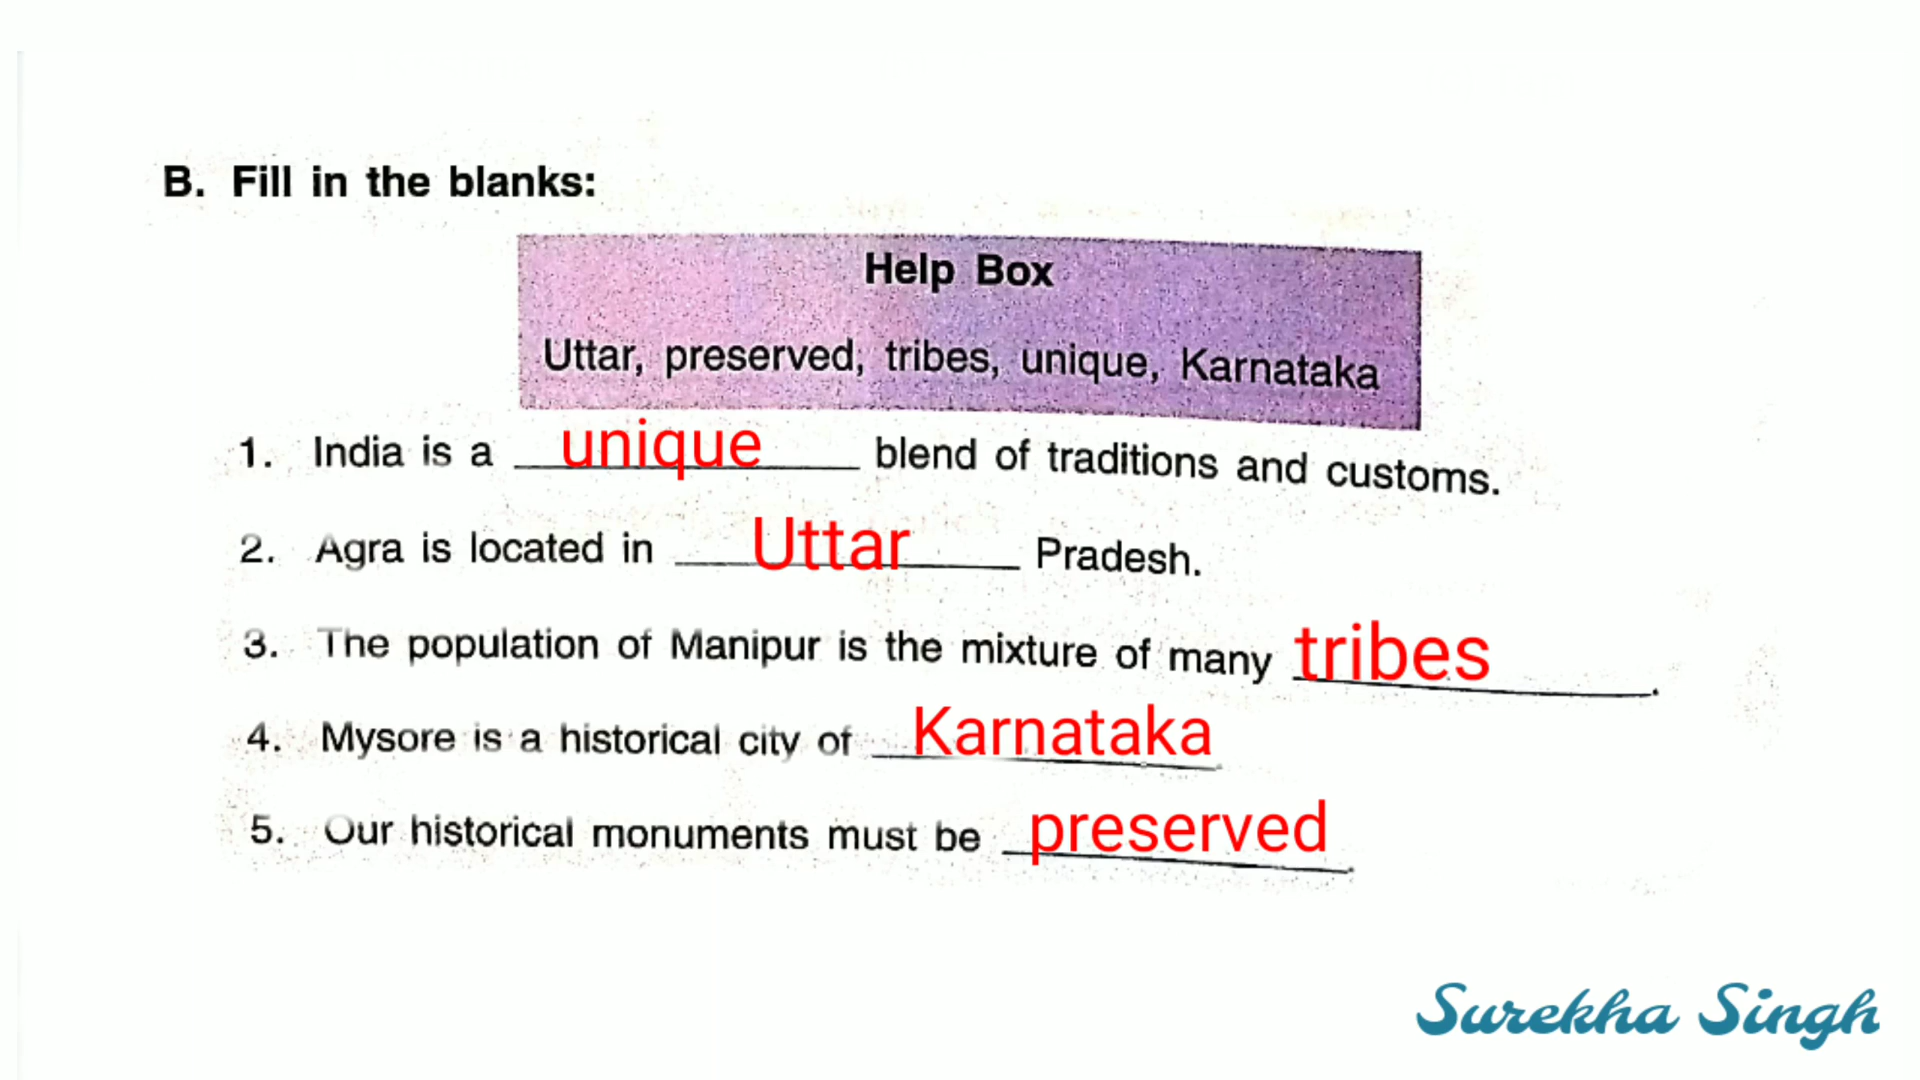 B. Fill in the blanks:
Help Box
Uttar, preserved, tribes, unique, Karnataka
1. India is a unique blend of traditions and customs.
2. Agra is located in Uttar Pradesh.
3. The population of Manipur is the mixture of many tribes.
4. Mysore is a historical city of Karnataka.
5. Our historical monuments must be preserved.
Surekha Singh